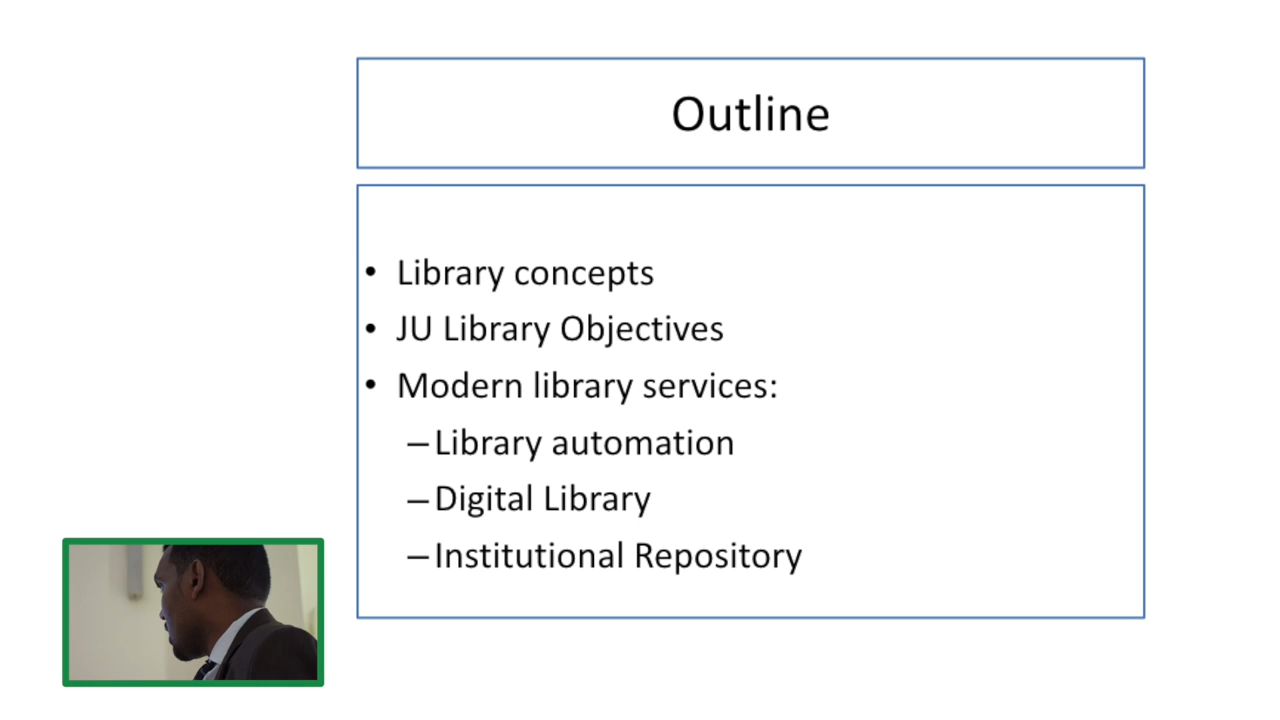 Outline
• Library concepts
• JU Library Objectives
• Modern library services:
– Library automation
– Digital Library
– Institutional Repository